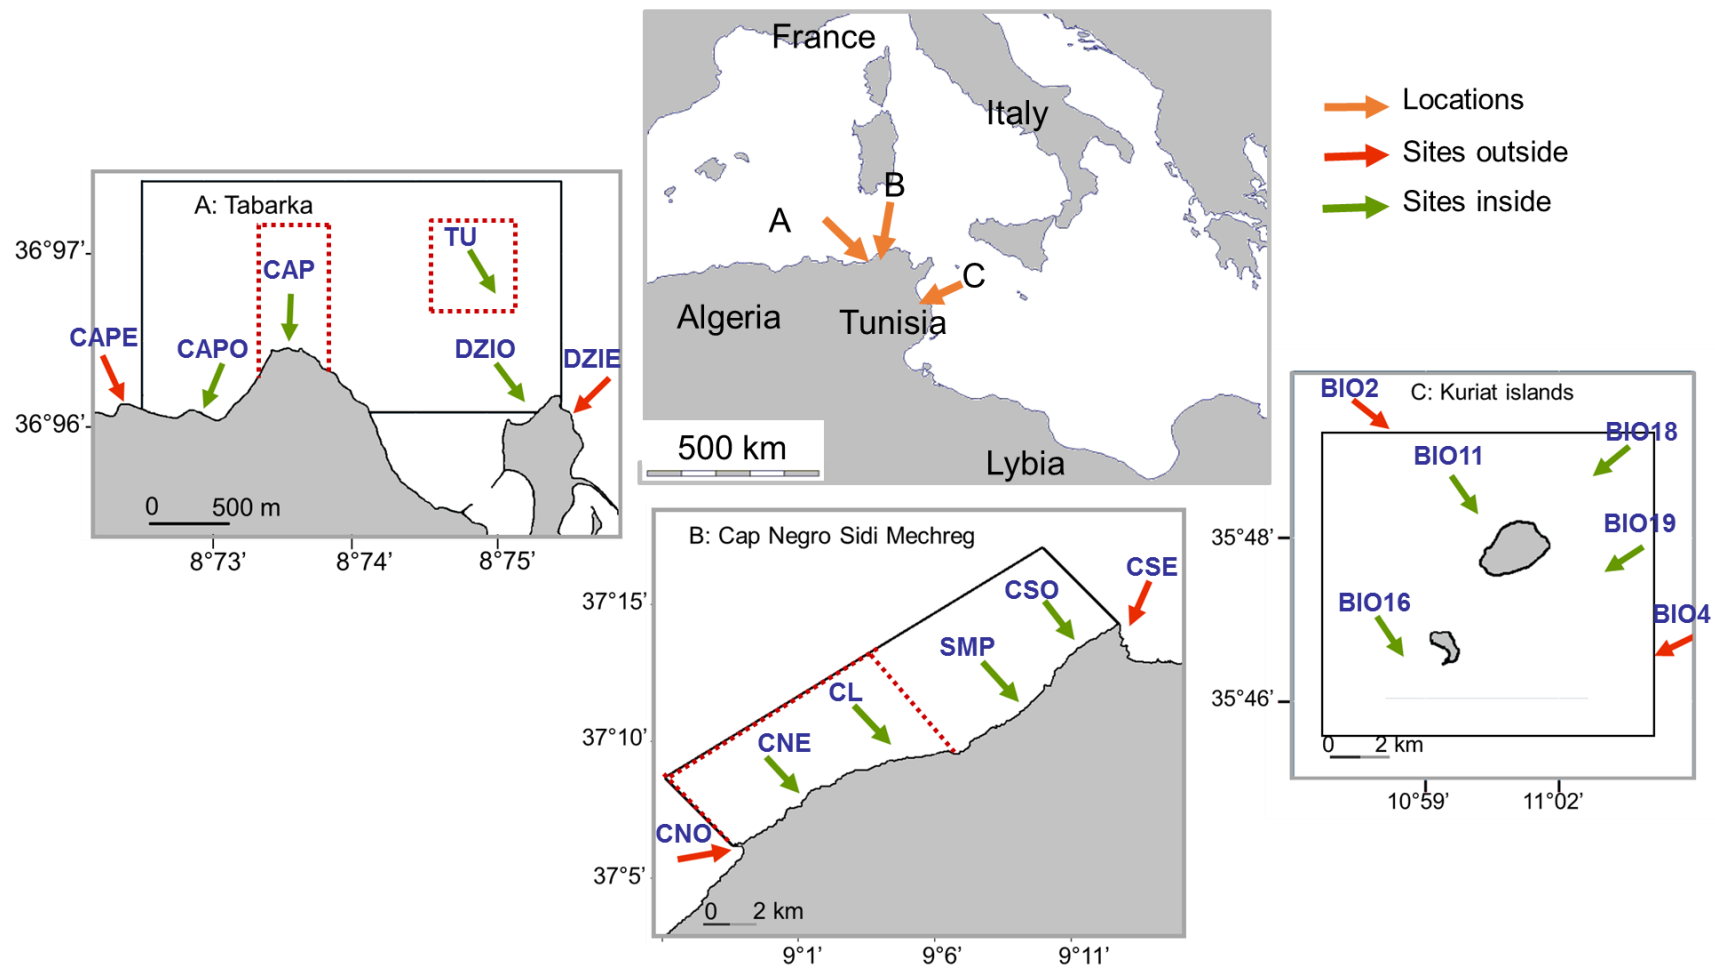 France
Italy
B
A
C
Algeria
Tunisia
500 km
Lybia
Locations
Sites outside
Sites inside
A: Tabarka
TU
CAP
CAPE
CAPO
DZIO
DZIE
36°97’
36°96’
0 500 m
8°73’ 8°74’ 8°75’
B: Cap Negro Sidi Mechreg
CSE
CSO
SMP
CL
CNE
CNO
37°15’
37°10’
37°5’
0 2 km
9°1’ 9°6’ 9°11’
BIO2
C: Kuriat islands
BIO18
BIO11
BIO19
BIO16
BIO4
35°48’
35°46’
0 2 km
10°59’ 11°02’